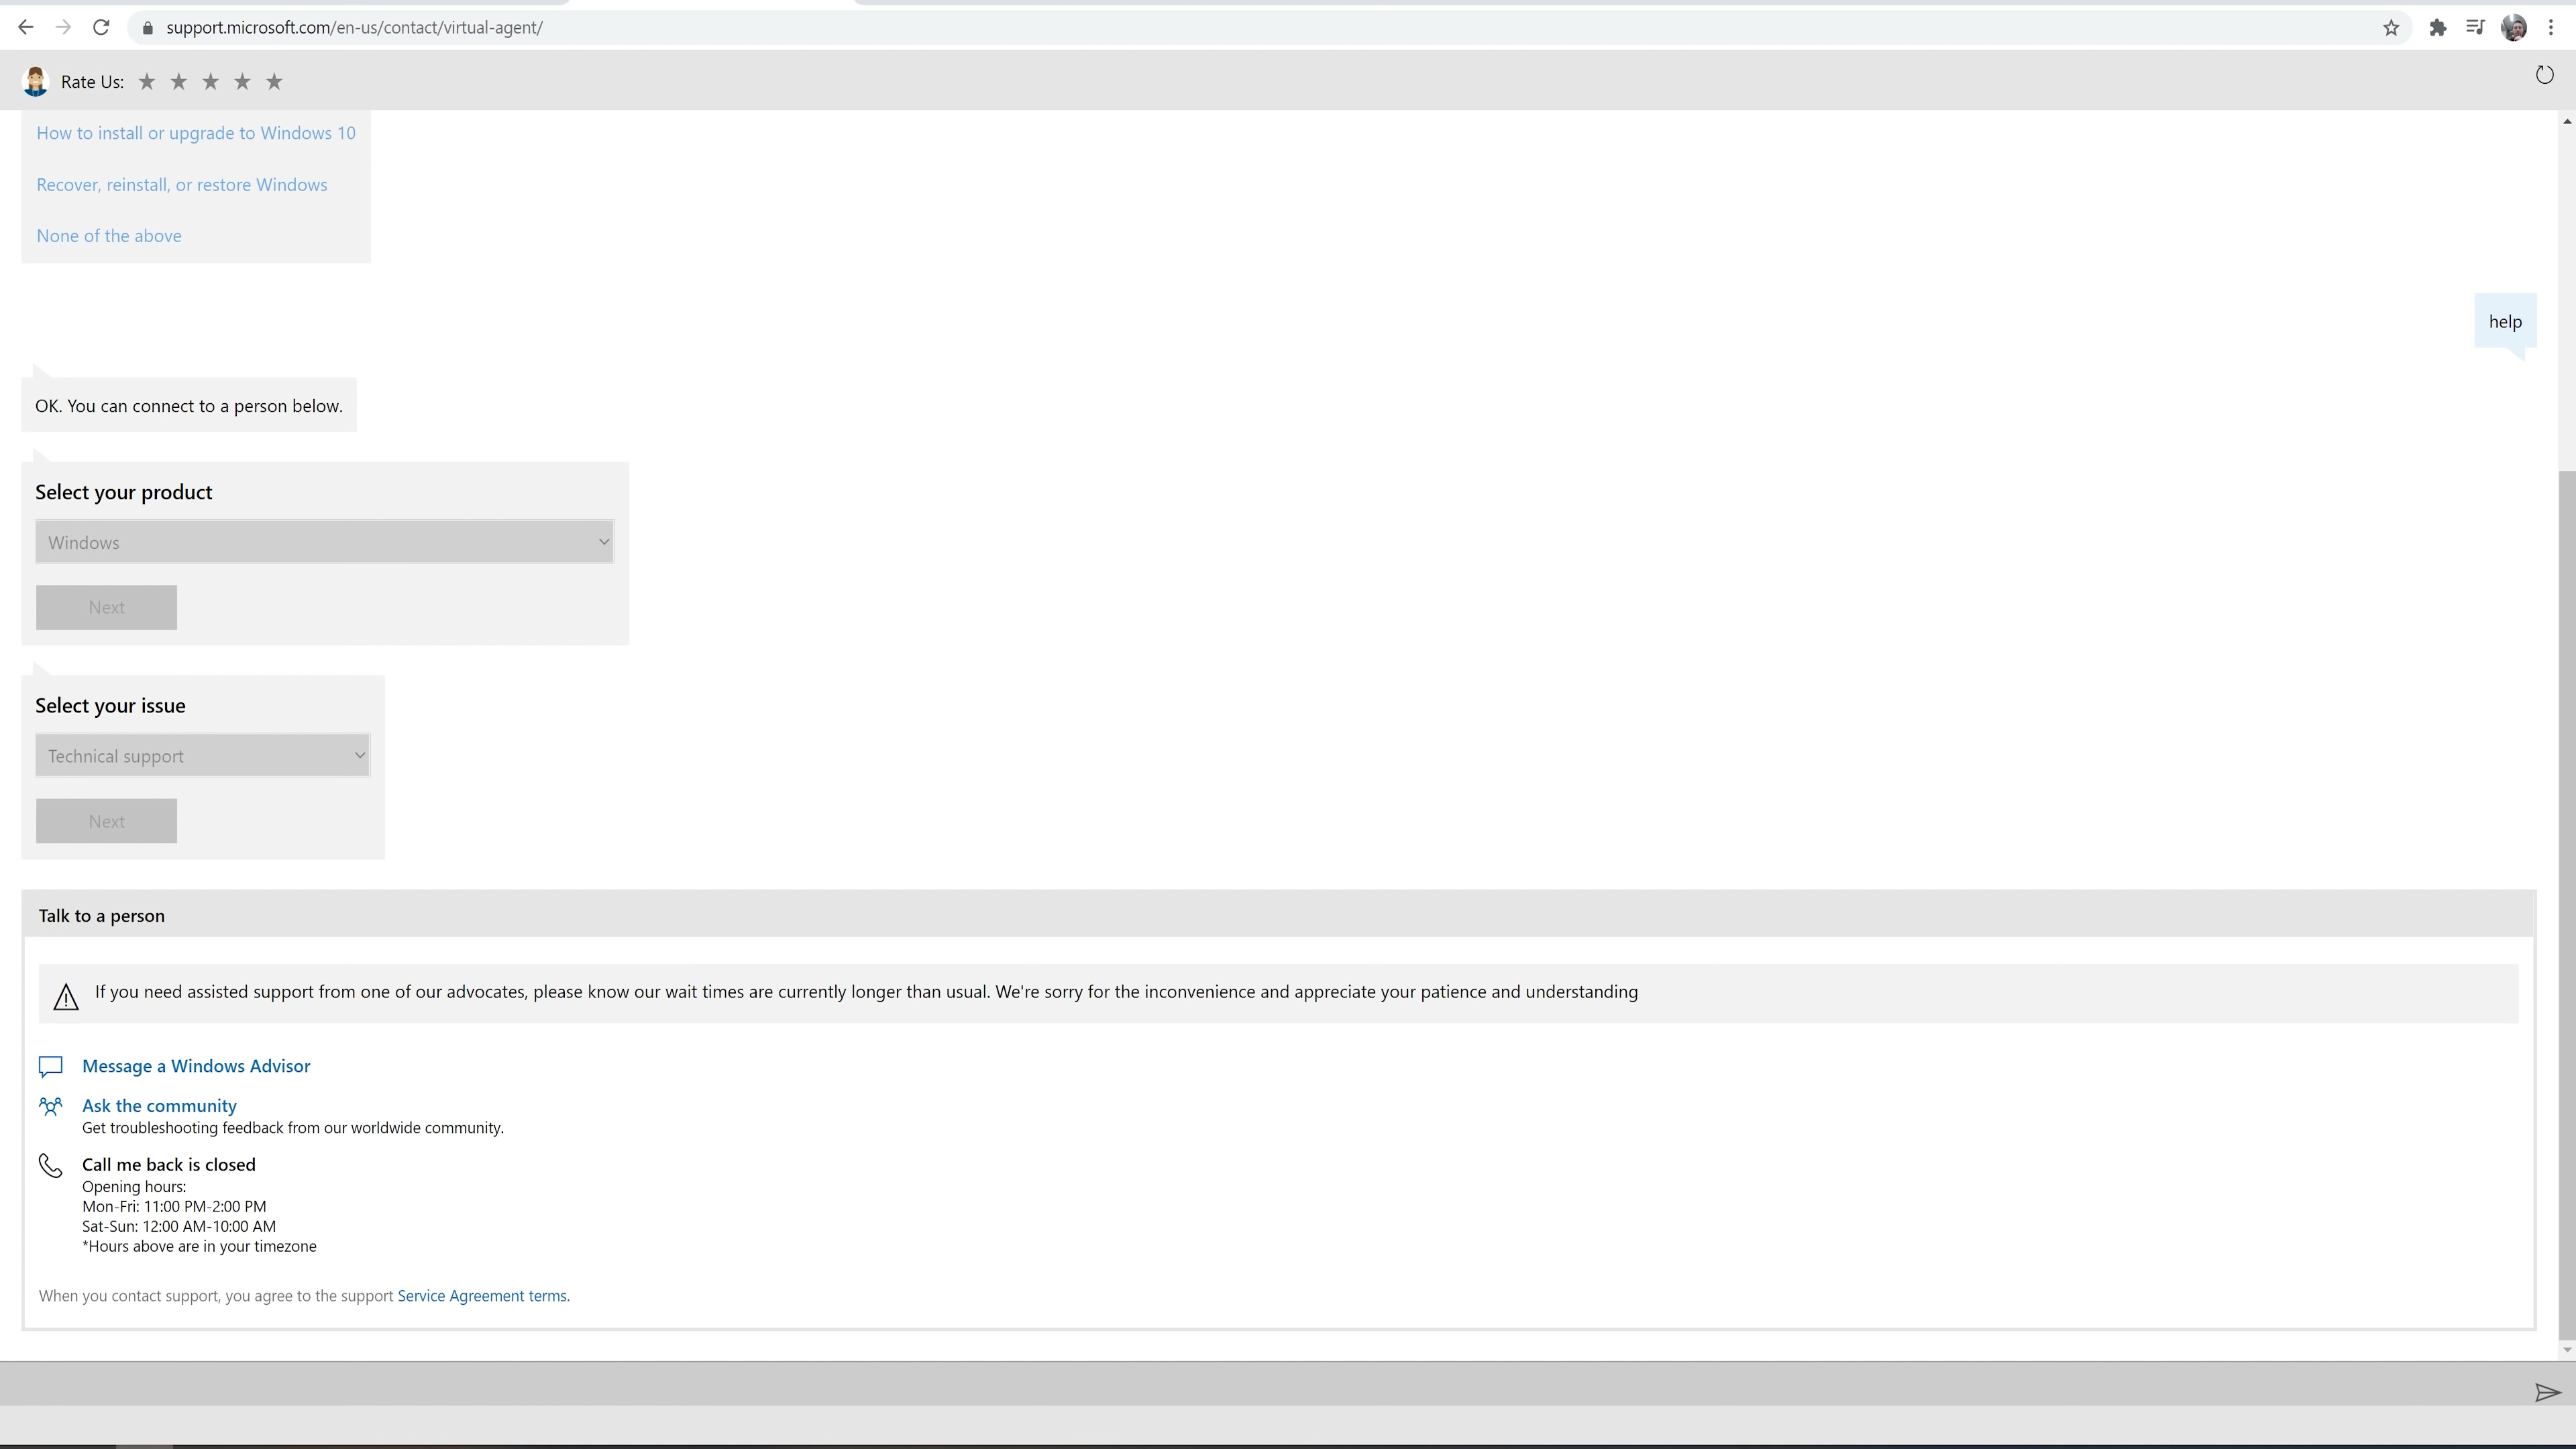 support.microsoft.com/en-us/contact/virtual-agent/
Rate Us:
How to install or upgrade to Windows 10
Recover, reinstall, or restore Windows
None of the above
help
OK. You can connect to a person below.
Select your product
Windows
Next
Select your issue
Technical support
Next
Talk to a person
If you need assisted support from one of our advocates, please know our wait times are currently longer than usual. We're sorry for the inconvenience and appreciate your patience and understanding
Message a Windows Advisor
Ask the community
Get troubleshooting feedback from our worldwide community.
Call me back is closed
Opening hours:
Mon-Fri: 11:00 PM-2:00 PM
Sat-Sun: 12:00 AM-10:00 AM
*Hours above are in your timezone
When you contact support, you agree to the support Service Agreement terms.